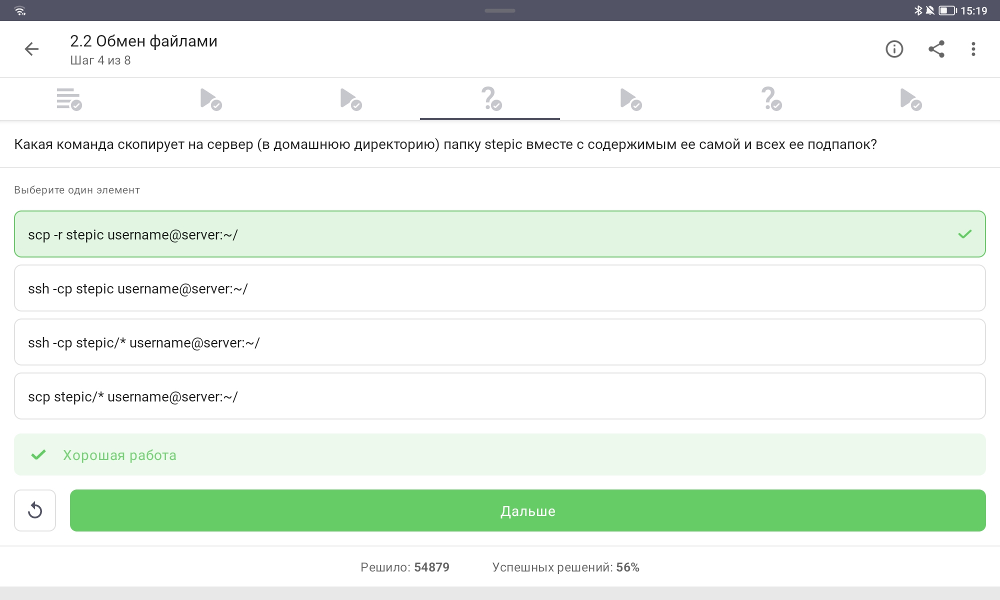 15:19
2.2 Обмен файлами
Шаг 4 из 8
Какая команда скопирует на сервер (в домашнюю директорию) папку stepic вместе с содержимым ее самой и всех ее подпапок?
Выберите один элемент
scp -r stepic username@server:~/
ssh -cp stepic username@server:~/
ssh -cp stepic/* username@server:~/
scp stepic/* username@server:~/
Хорошая работа
Дальше
Решило: 54879 Успешных решений: 56%